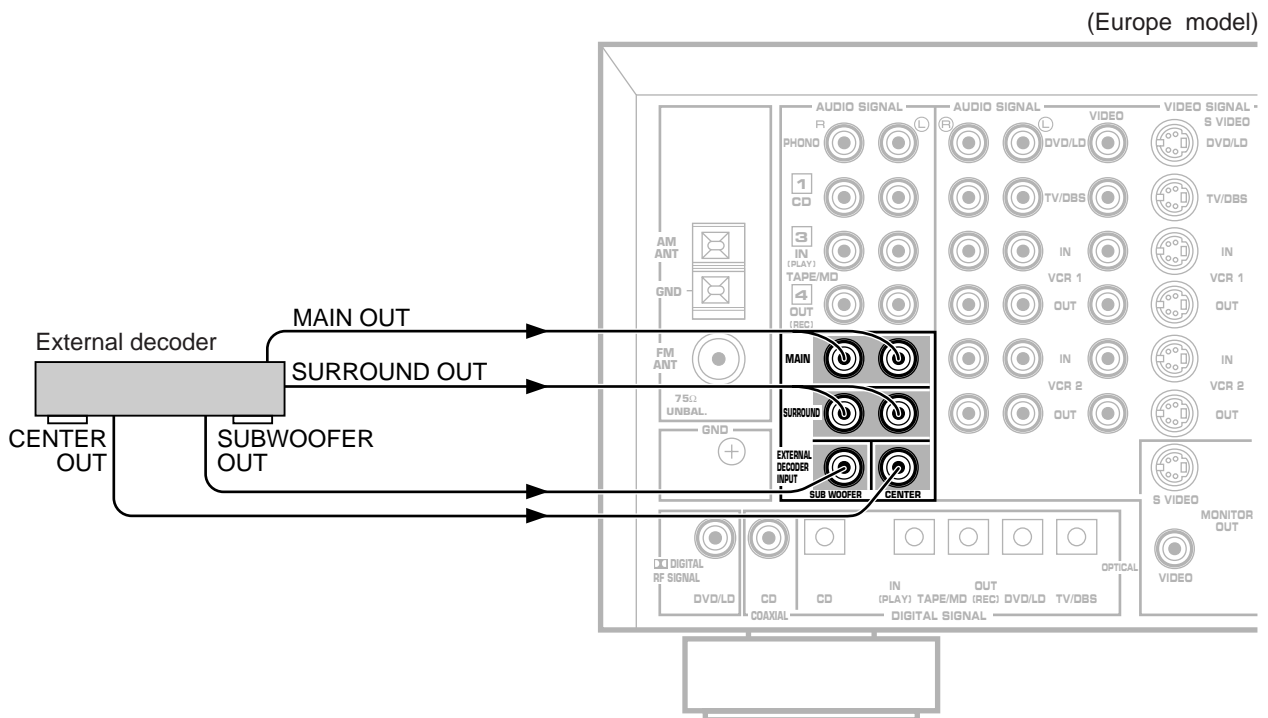 (Europe model)
AUDIO SIGNAL
AUDIO SIGNAL
VIDEO SIGNAL
R
L
R
L
VIDEO
S VIDEO
PHONO
DVD/LD
DVD/LD
1
CD
TV/DBS
TV/DBS
AM
ANT
3
IN
(PLAY)
TAPE/MD
IN
VCR 1
IN
VCR 1
GND
4
OUT
(REC)
OUT
OUT
MAIN OUT
External decoder
FM
ANT
MAIN
IN
VCR 2
IN
VCR 2
SURROUND OUT
75Ω
UNBAL.
SURROUND
OUT
OUT
CENTER
OUT
SUBWOOFER
OUT
GND
EXTERNAL
DECODER
INPUT
SUB WOOFER
CENTER
S VIDEO
MONITOR
OUT
VIDEO
DIGITAL
RF SIGNAL
DVD/LD
CD
COAXIAL
CD
IN
(PLAY)
TAPE/MD
OUT
(REC)
DVD/LD
TV/DBS
OPTICAL
DIGITAL SIGNAL